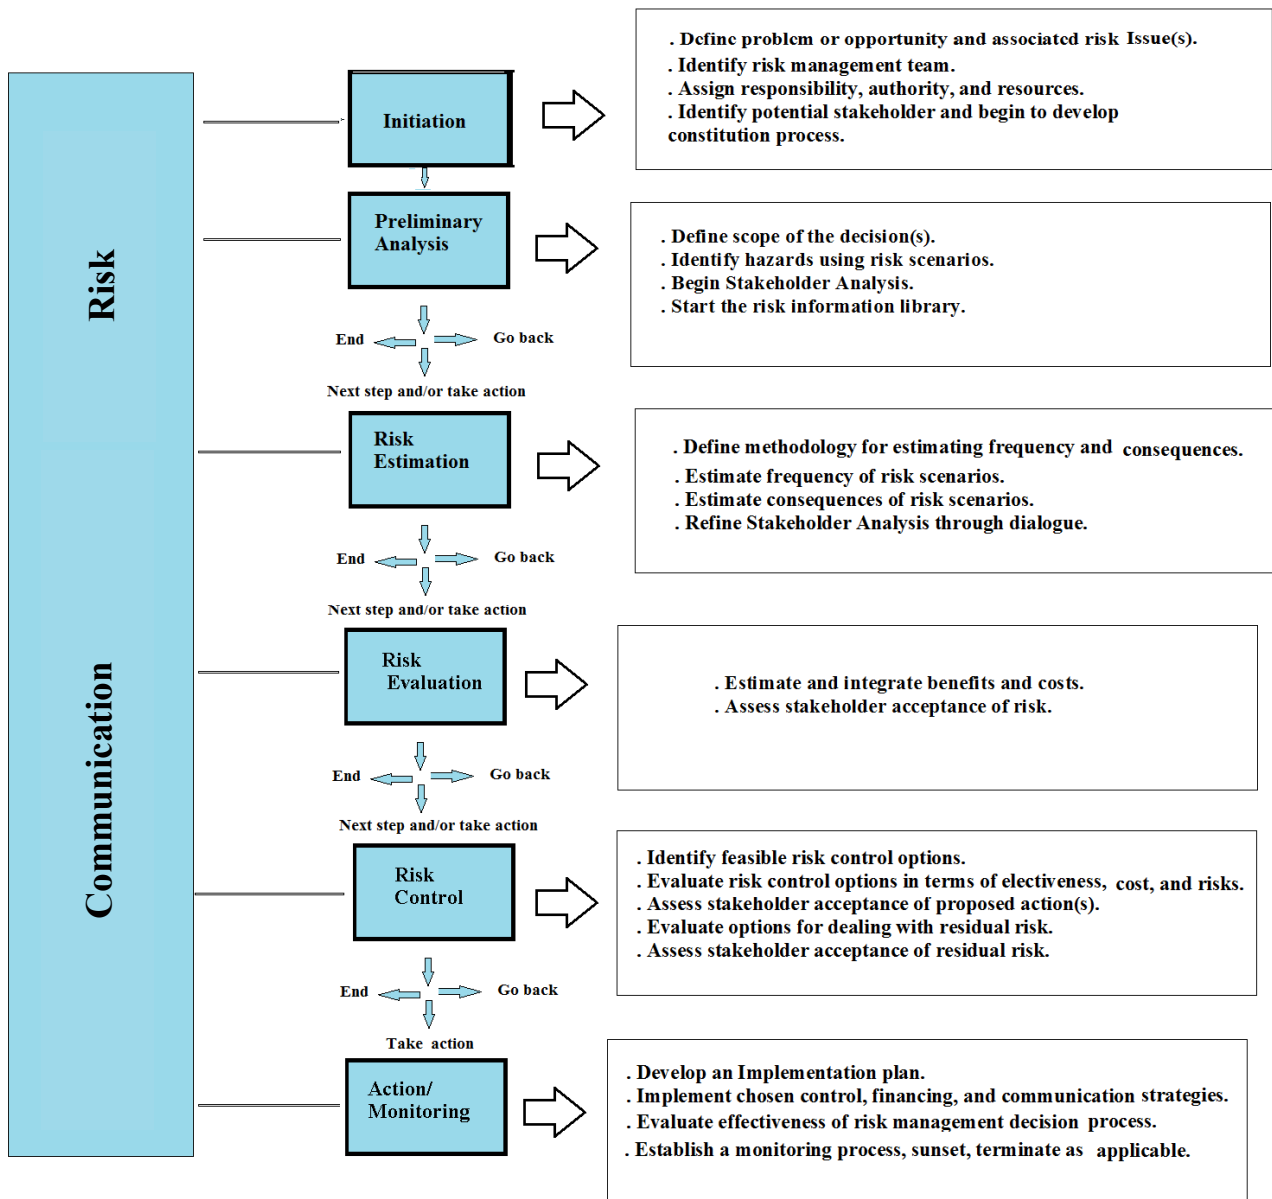 Risk
Communication
Initiation
. Define problem or opportunity and associated risk Issue(s).
. Identify risk management team.
. Assign responsibility, authority, and resources.
. Identify potential stakeholder and begin to develop
constitution process.
Preliminary
Analysis
. Define scope of the decision(s).
. Identify hazards using risk scenarios.
. Begin Stakeholder Analysis.
. Start the risk information library.
End
Go back
Next step and/or take action
Risk
Estimation
. Define methodology for estimating frequency and consequences.
. Estimate frequency of risk scenarios.
. Estimate consequences of risk scenarios.
. Refine Stakeholder Analysis through dialogue.
End
Go back
Next step and/or take action
Risk
Evaluation
. Estimate and integrate benefits and costs.
. Assess stakeholder acceptance of risk.
End
Go back
Next step and/or take action
Risk
Control
. Identify feasible risk control options.
. Evaluate risk control options in terms of electiveness, cost, and risks.
. Assess stakeholder acceptance of proposed action(s).
. Evaluate options for dealing with residual risk.
. Assess stakeholder acceptance of residual risk.
End
Go back
Take action
Action/
Monitoring
. Develop an Implementation plan.
. Implement chosen control, financing, and communication strategies.
. Evaluate effectiveness of risk management decision process.
. Establish a monitoring process, sunset, terminate as applicable.